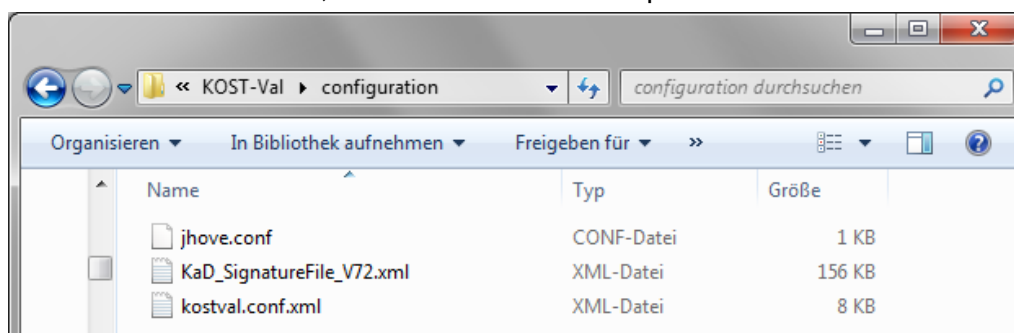 « KOST-Val ▸ configuration
configuration durchsuchen
Organisieren ▾ In Bibliothek aufnehmen ▾ Freigeben für ▾ »
Name Typ Größe
jhove.conf CONF-Datei 1 KB
KaD_SignatureFile_V72.xml XML-Datei 156 KB
kostval.conf.xml XML-Datei 8 KB